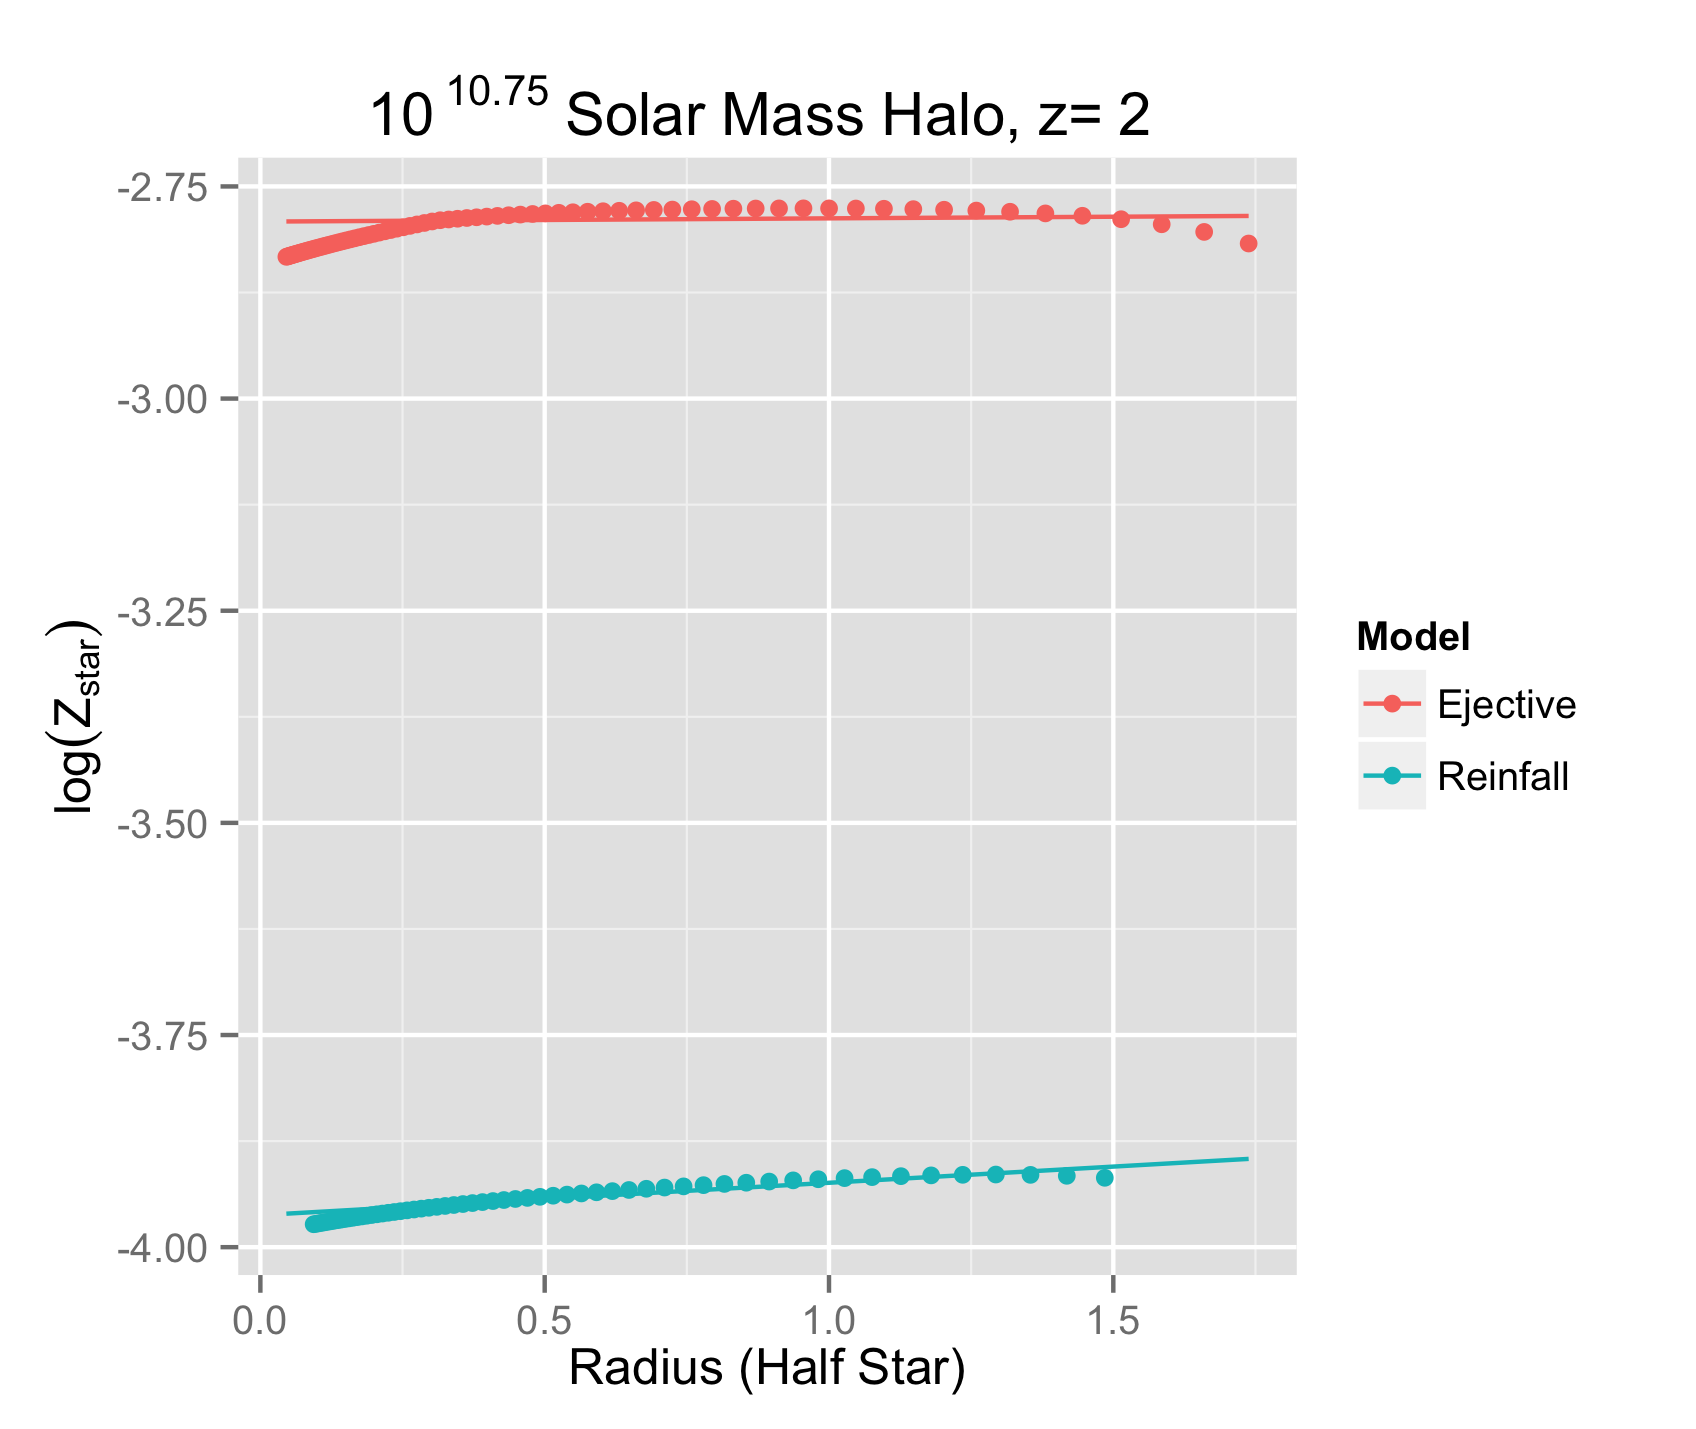 10 10.75 Solar Mass Halo, z= 2
-2.75
-3.00
-3.25
-3.50
-3.75
-4.00
log(Zstar)
0.0 0.5 1.0 1.5
Radius (Half Star)
Model
Ejective
Reinfall